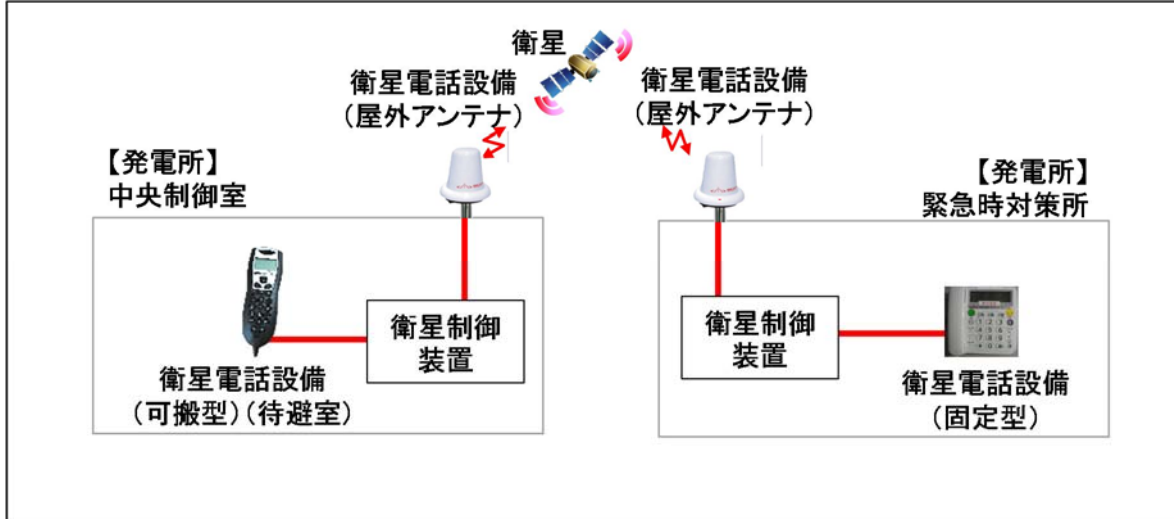 衛星
衛星電話設備
（屋外アンテナ）
衛星電話設備
（屋外アンテナ）
【発電所】
中央制御室
【発電所】
緊急時対策所
衛星制御
装置
衛星電話設備
（可搬型）（待避室）
衛星制御
装置
衛星電話設備
（固定型）